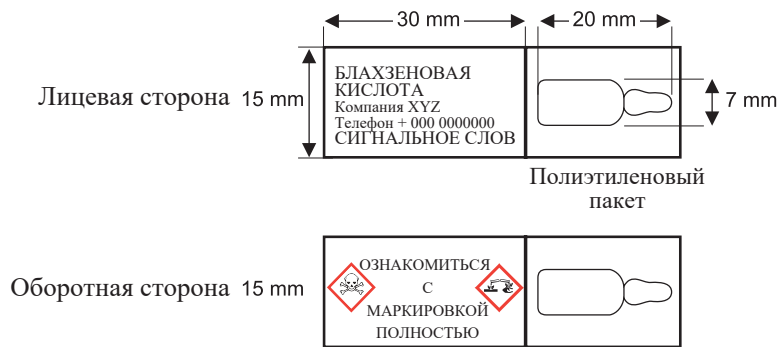 30 mm
20 mm
БЛАХЗЕНОВАЯ
КИСЛОТА
Компания XYZ
Телефон + 000 0000000
СИГНАЛЬНОЕ СЛОВ
Лицевая сторона 15 mm
7 mm
Полиэтиленовый
пакет
ОЗНАКОМИТЬСЯ
С
МАРКИРОВКОЙ
ПОЛНОСТЬЮ
Оборотная сторона 15 mm